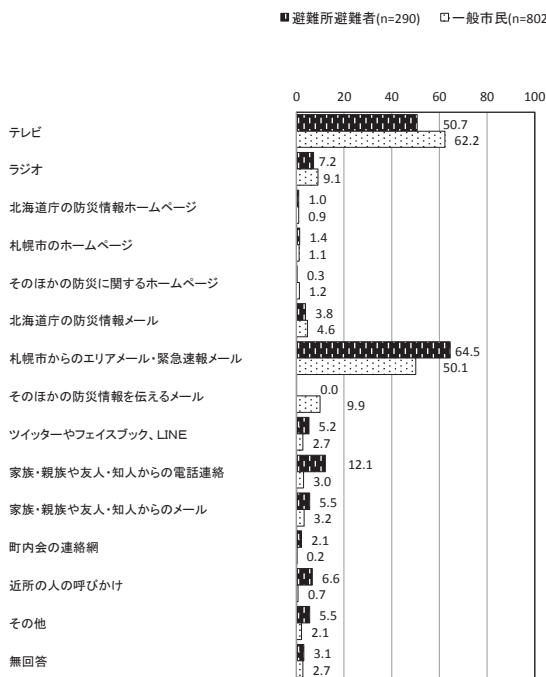 避難所避難者(n=290) 一般市民(n=802
0 20 40 60 80 100
テレビ 50.7
62.2
ラジオ 7.2
9.1
北海道庁の防災情報ホームページ 1.0
0.9
札幌市のホームページ 1.4
1.1
そのほかの防災に関するホームページ 0.3
1.2
北海道庁の防災情報メール 3.8
4.6
札幌市からのエリアメール・緊急速報メール 64.5
50.1
そのほかの防災情報を伝えるメール 0.0
9.9
ツイッターやフェイスブック、LINE 5.2
2.7
家族・親族や友人・知人からの電話連絡 12.1
3.0
家族・親族や友人・知人からのメール 5.5
3.2
町内会の連絡網 2.1
0.2
近所の人の呼びかけ 6.6
0.7
その他 5.5
2.1
無回答 3.1
2.7